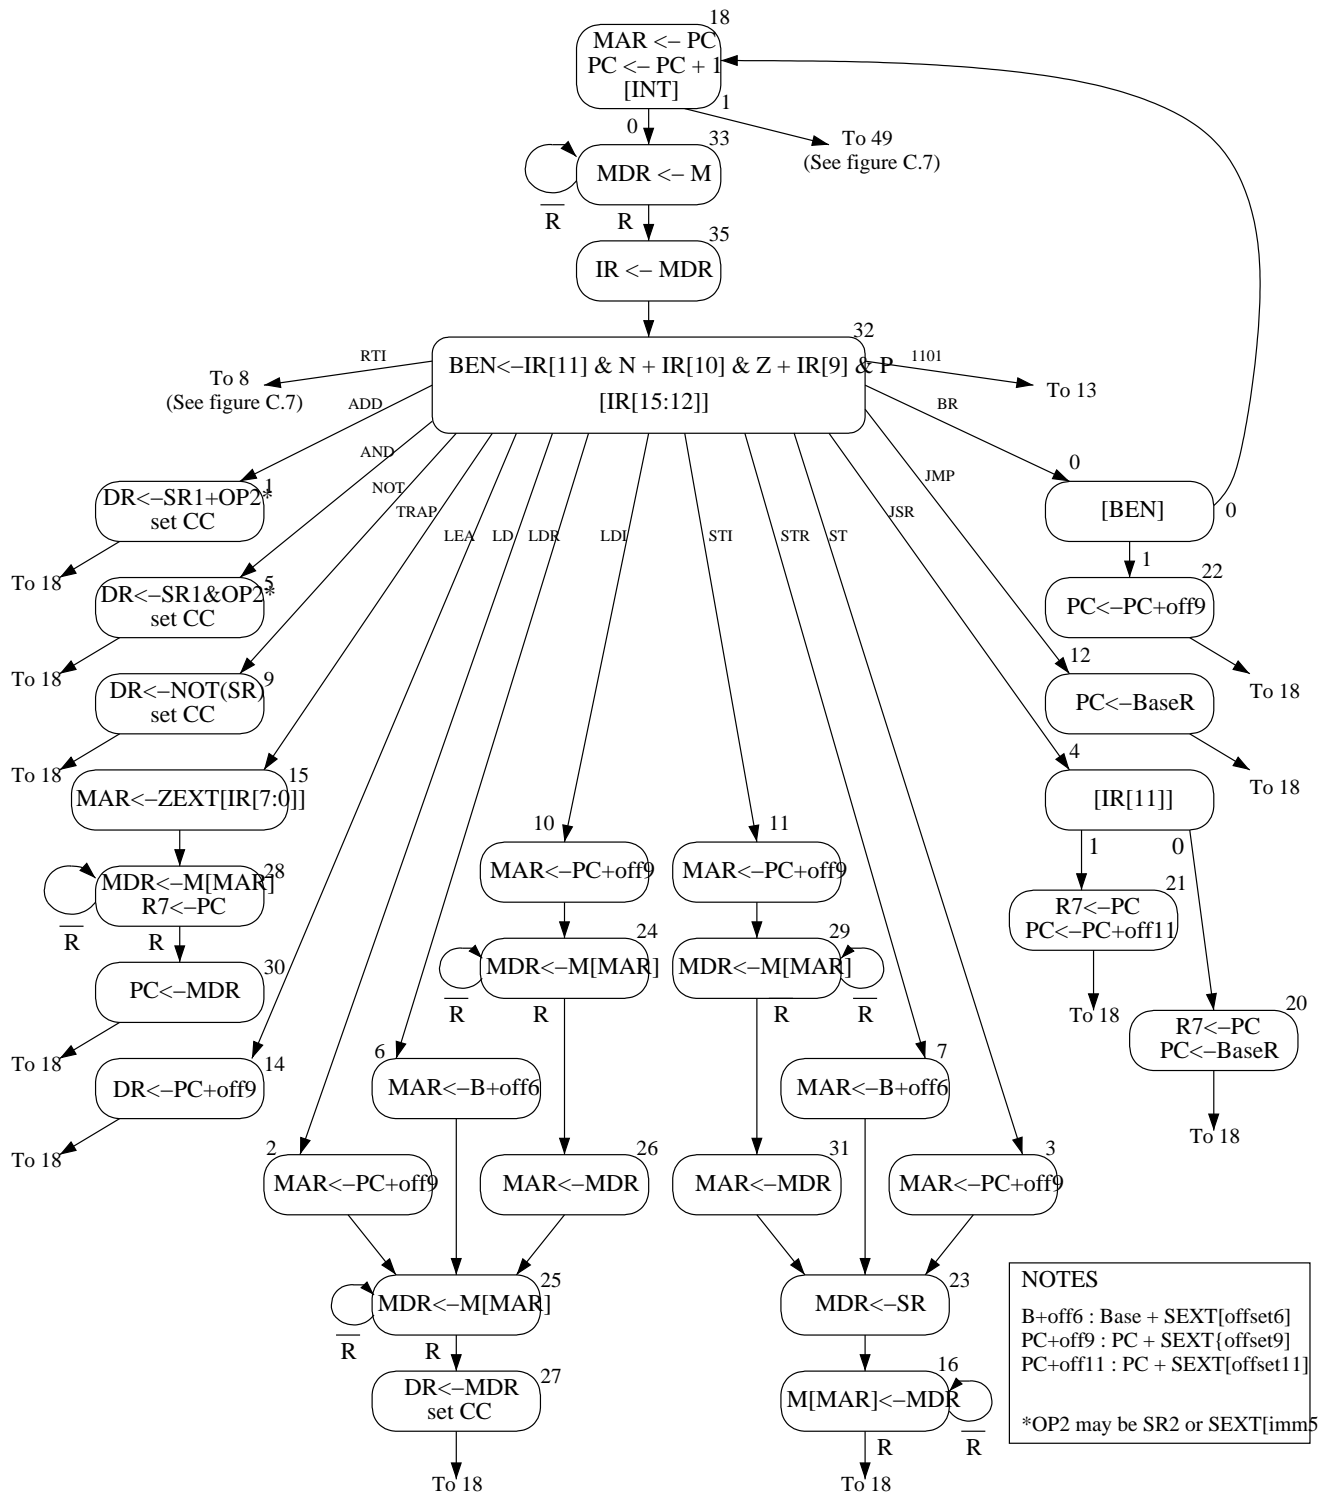 18
MAR <– PC
PC <– PC + 1
[INT]
0
1
To 49
(See figure C.7)
33
MDR <– M
R
R
35
IR <– MDR
32
BEN<–IR[11] & N + IR[10] & Z + IR[9] & P
[IR[15:12]]
RTI
To 8
(See figure C.7)
1101
To 13
ADD
AND
NOT
TRAP
LEA
LD
LDR
LDI
STI
STR
ST
JSR
JMP
BR
1
DR<–SR1+OP2*
set CC
To 18
5
DR<–SR1&OP2*
set CC
To 18
9
DR<–NOT(SR)
set CC
To 18
15
MAR<–ZEXT[IR[7:0]]
28
MDR<–M[MAR]
R7<–PC
R
R
30
PC<–MDR
To 18
14
DR<–PC+off9
To 18
0
[BEN]
0
1
22
PC<–PC+off9
To 18
12
PC<–BaseR
To 18
4
[IR[11]]
1
0
21
R7<–PC
PC<–PC+off11
To 18
20
R7<–PC
PC<–BaseR
To 18
10
MAR<–PC+off9
24
MDR<–M[MAR]
R
R
11
MAR<–PC+off9
29
MDR<–M[MAR]
R
R
6
MAR<–B+off6
7
MAR<–B+off6
2
MAR<–PC+off9
26
MAR<–MDR
31
MAR<–MDR
3
MAR<–PC+off9
25
MDR<–M[MAR]
R
R
27
DR<–MDR
set CC
To 18
23
MDR<–SR
16
M[MAR]<–MDR
R
R
To 18
NOTES
B+off6 : Base + SEXT[offset6]
PC+off9 : PC + SEXT{offset9]
PC+off11 : PC + SEXT[offset11]
*OP2 may be SR2 or SEXT[imm5